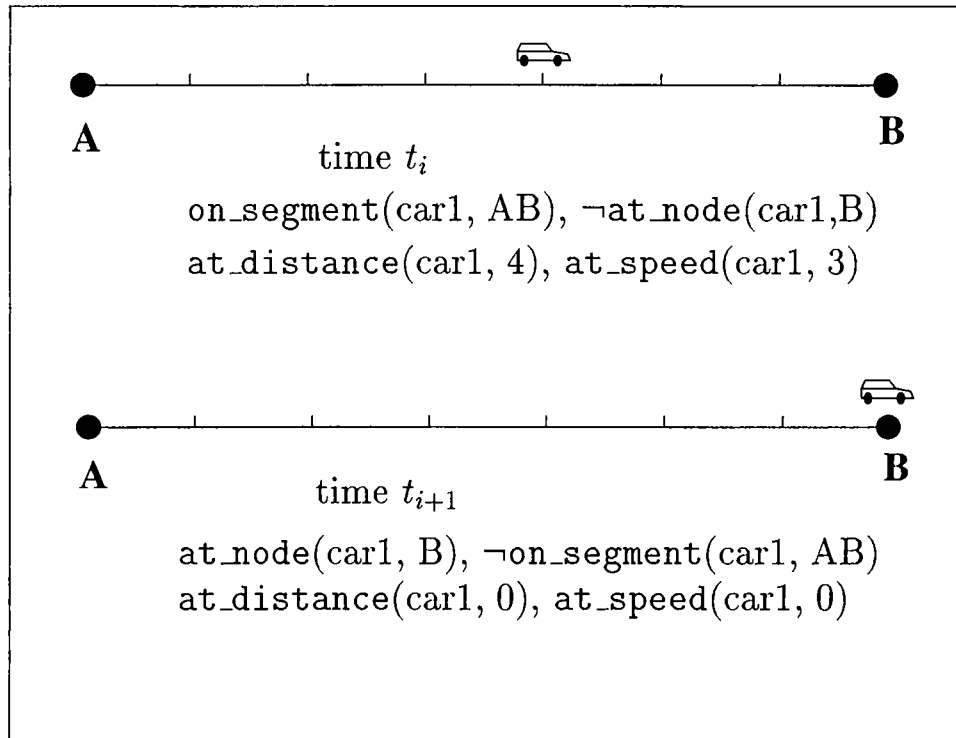 A B
time t_i
on_segment(car1, AB), ¬at_node(car1,B)
at_distance(car1, 4), at_speed(car1, 3)
A B
time t_{i+1}
at_node(car1, B), ¬on_segment(car1, AB)
at_distance(car1, 0), at_speed(car1, 0)